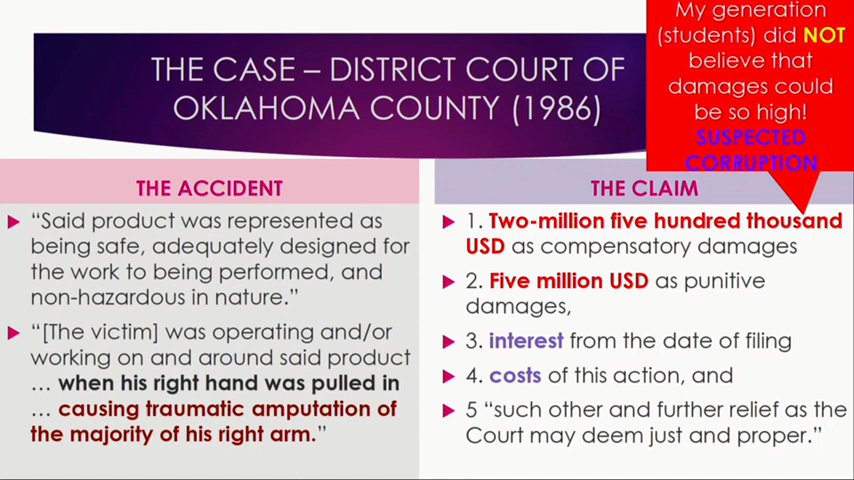 THE CASE – DISTRICT COURT OF
OKLAHOMA COUNTY (1986)
My generation
(students) did NOT
believe that
damages could
be so high!
SUSPECTED
CORRUPTION
THE ACCIDENT
“Said product was represented as
being safe, adequately designed for
the work to being performed, and
non-hazardous in nature.”
“[The victim] was operating and/or
working on and around said product
… when his right hand was pulled in
… causing traumatic amputation of
the majority of his right arm.”
THE CLAIM
1. Two-million five hundred thousand
USD as compensatory damages
2. Five million USD as punitive
damages,
3. interest from the date of filing
4. costs of this action, and
5 “such other and further relief as the
Court may deem just and proper.”